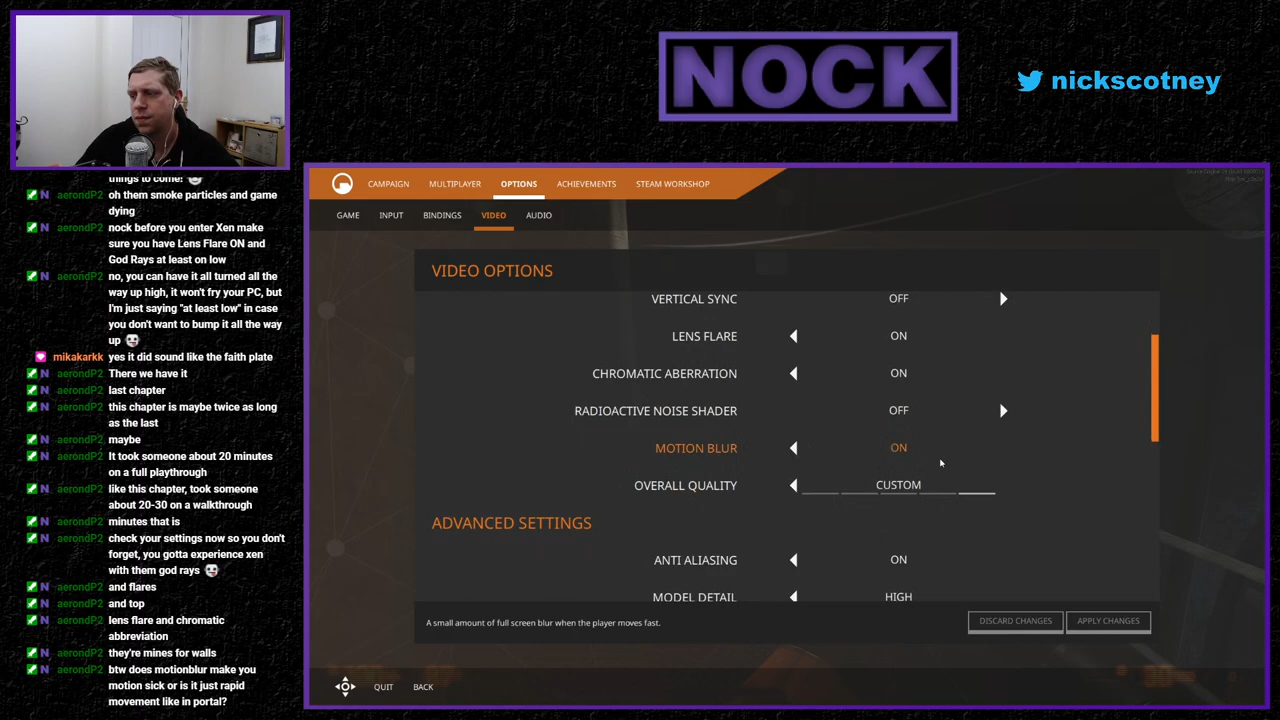 NOCK
nickscotney
things to come!
aerondP2 oh them smoke particles and game
dying
aerondP2 nock before you enter Xen make
sure you have Lens Flare ON and
God Rays at least on low
aerondP2 no, you can have it all turned all the
way up high, it won't fry your PC, but
I'm just saying "at least low" in case
you don't want to bump it all the way
up
mikakarkk yes it did sound like the faith plate
aerondP2 There we have it
aerondP2 last chapter
aerondP2 this chapter is maybe twice as long
as the last
aerondP2 maybe
aerondP2 It took someone about 20 minutes
on a full playthrough
aerondP2 like this chapter, took someone
about 20-30 on a walkthrough
aerondP2 minutes that is
aerondP2 check your settings now so you don't
forget, you gotta experience xen
with them god rays
aerondP2 and flares
aerondP2 and top
aerondP2 lens flare and chromatic
abbreviation
aerondP2 they're mines for walls
aerondP2 btw does motionblur make you
motion sick or is it just rapid
movement like in portal?
CAMPAIGN MULTIPLAYER OPTIONS ACHIEVEMENTS STEAM WORKSHOP
GAME INPUT BINDINGS VIDEO AUDIO
VIDEO OPTIONS
VERTICAL SYNC OFF
LENS FLARE ON
CHROMATIC ABERRATION ON
RADIOACTIVE NOISE SHADER OFF
MOTION BLUR ON
OVERALL QUALITY CUSTOM
ADVANCED SETTINGS
ANTI ALIASING ON
MODEL DETAIL HIGH
A small amount of full screen blur when the player moves fast.
DISCARD CHANGES APPLY CHANGES
QUIT BACK